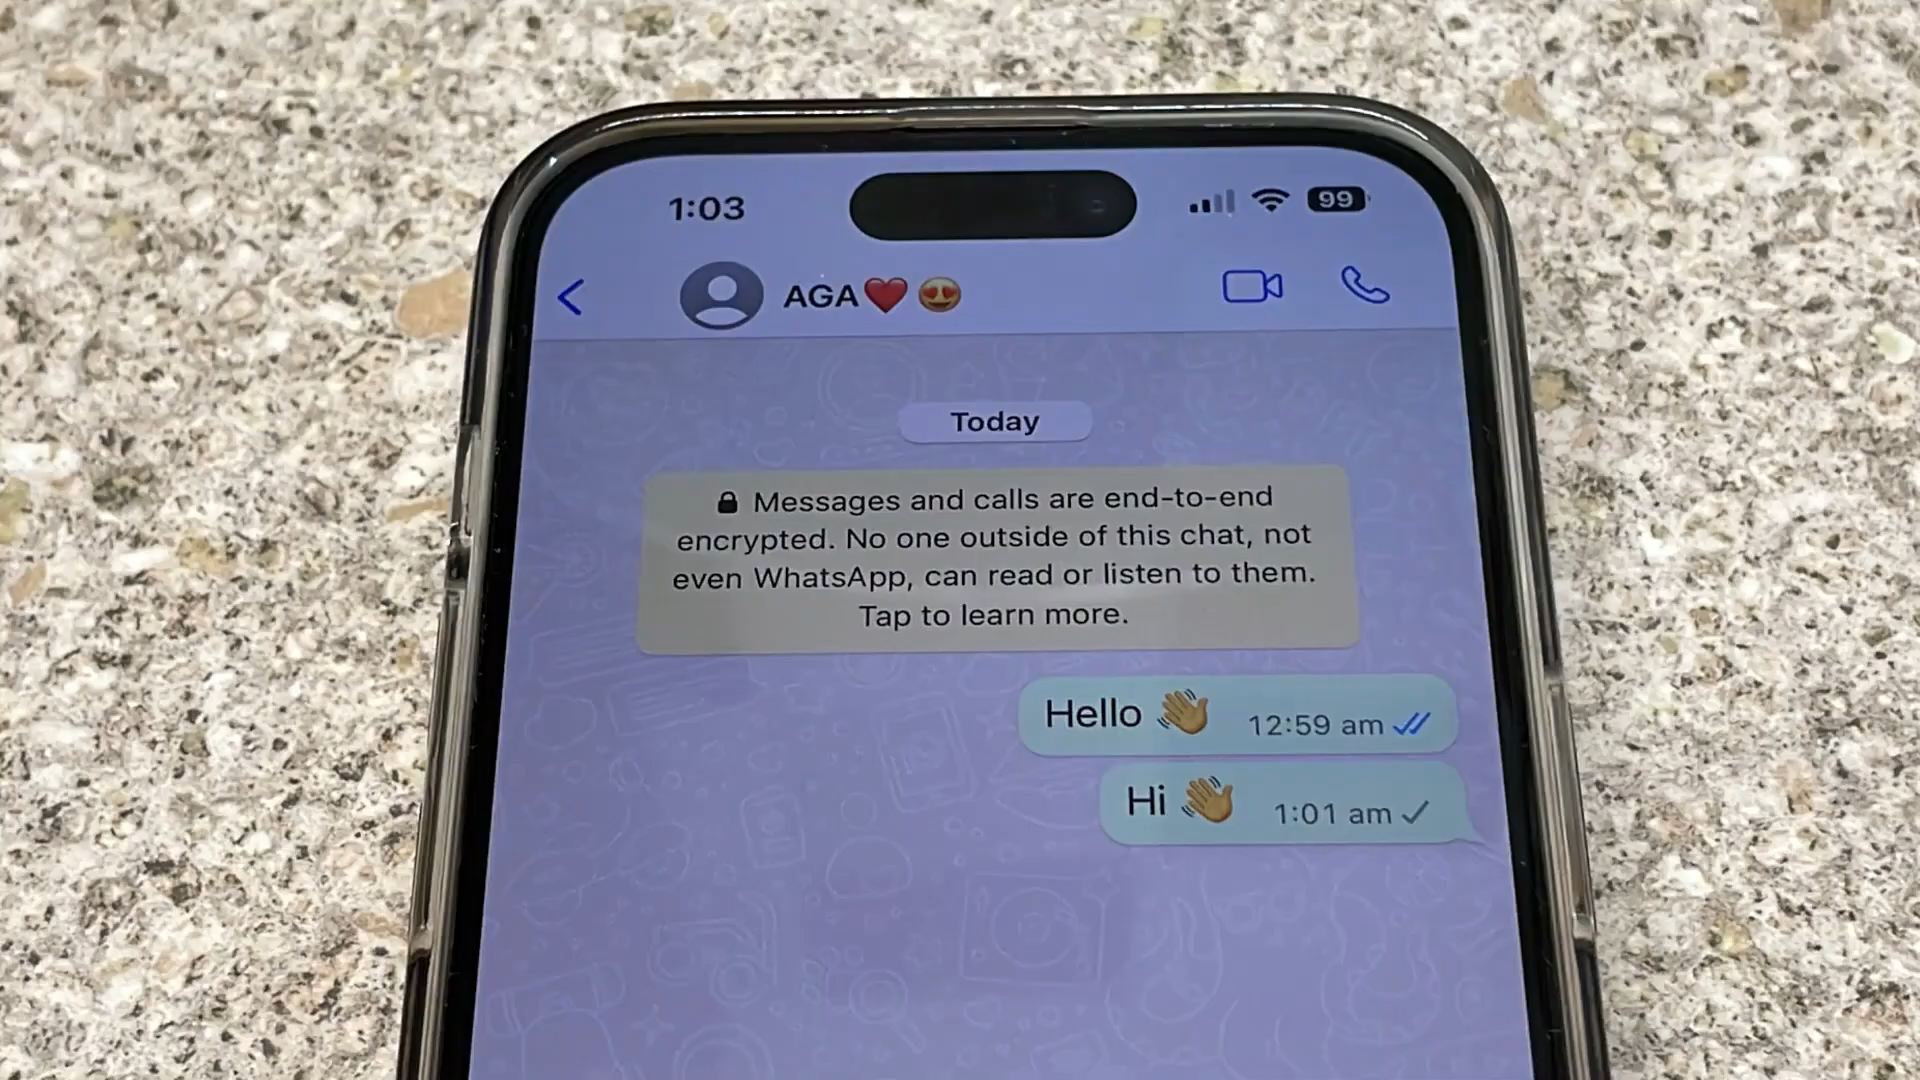 1:03
99
AGA❤️😍
Today
🔒 Messages and calls are end-to-end
encrypted. No one outside of this chat, not
even WhatsApp, can read or listen to them.
Tap to learn more.
Hello 👋 12:59 am
Hi 👋 1:01 am